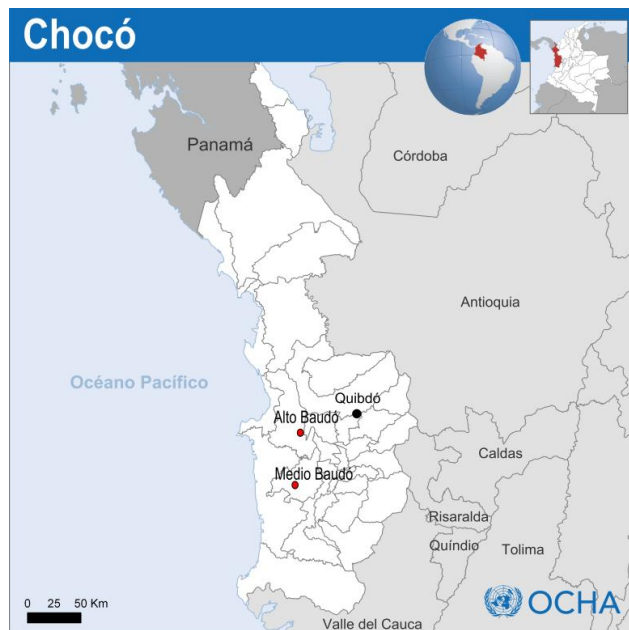 Chocó
Panamá
Córdoba
Antioquia
Océano Pacífico
Quibdó
Alto Baudó
Caldas
Medio Baudó
Risaralda
Quíndio
Tolima
0 25 50 Km
OCHA
Valle del Cauca